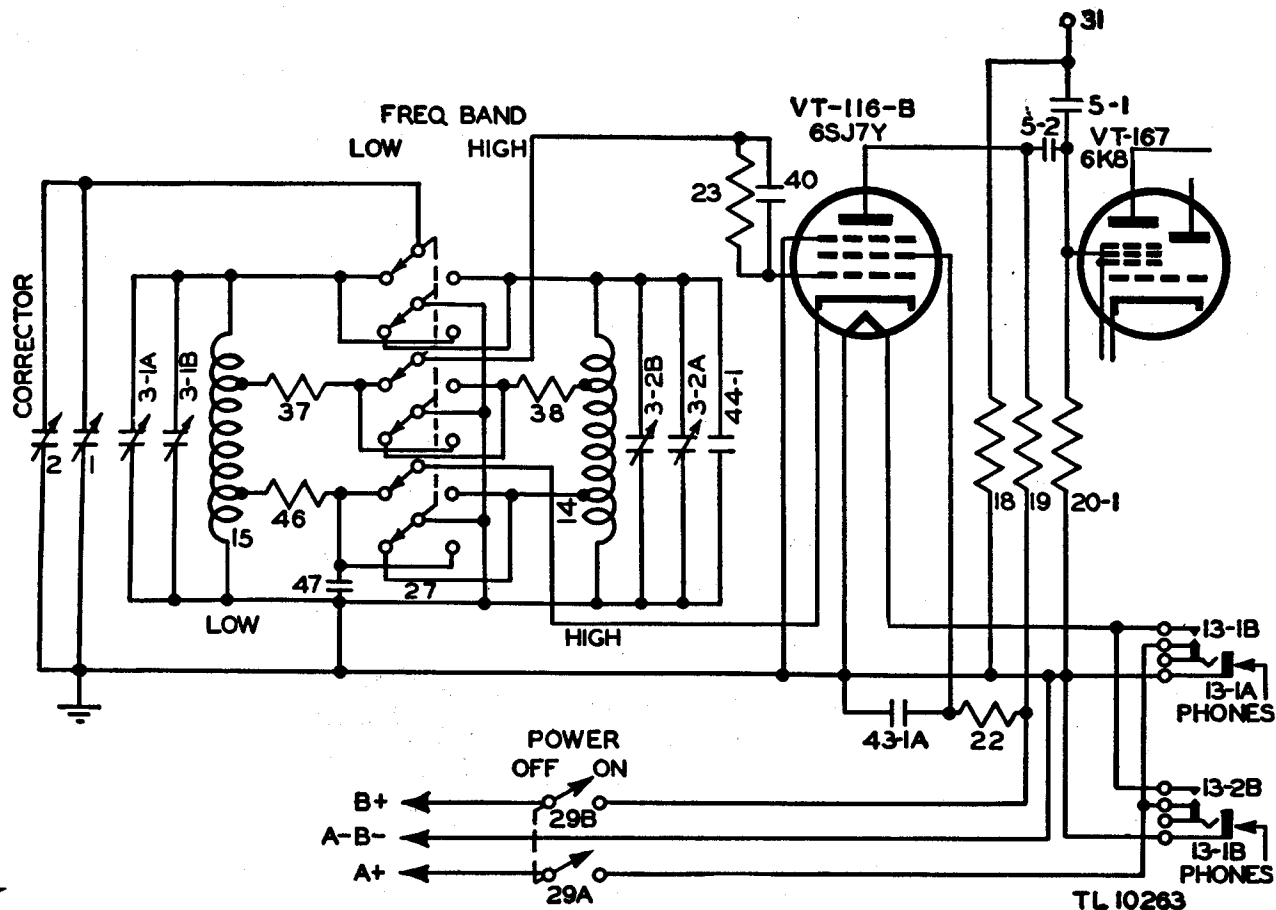 31
VT-116-B
6SJ7Y
5-1
5-2
VT-167
6K8
FREQ. BAND
LOW HIGH
23
40
CORRECTOR
3-1A
3-1B
37
38
3-2B
3-2A
44-1
2
1
46
15
14
18
19
20-1
47
27
LOW
HIGH
13-1B
13-1A
PHONES
43-1A
22
POWER
OFF ON
B+
29B
A-B-
A+
29A
13-2B
13-1B
PHONES
TL 10263